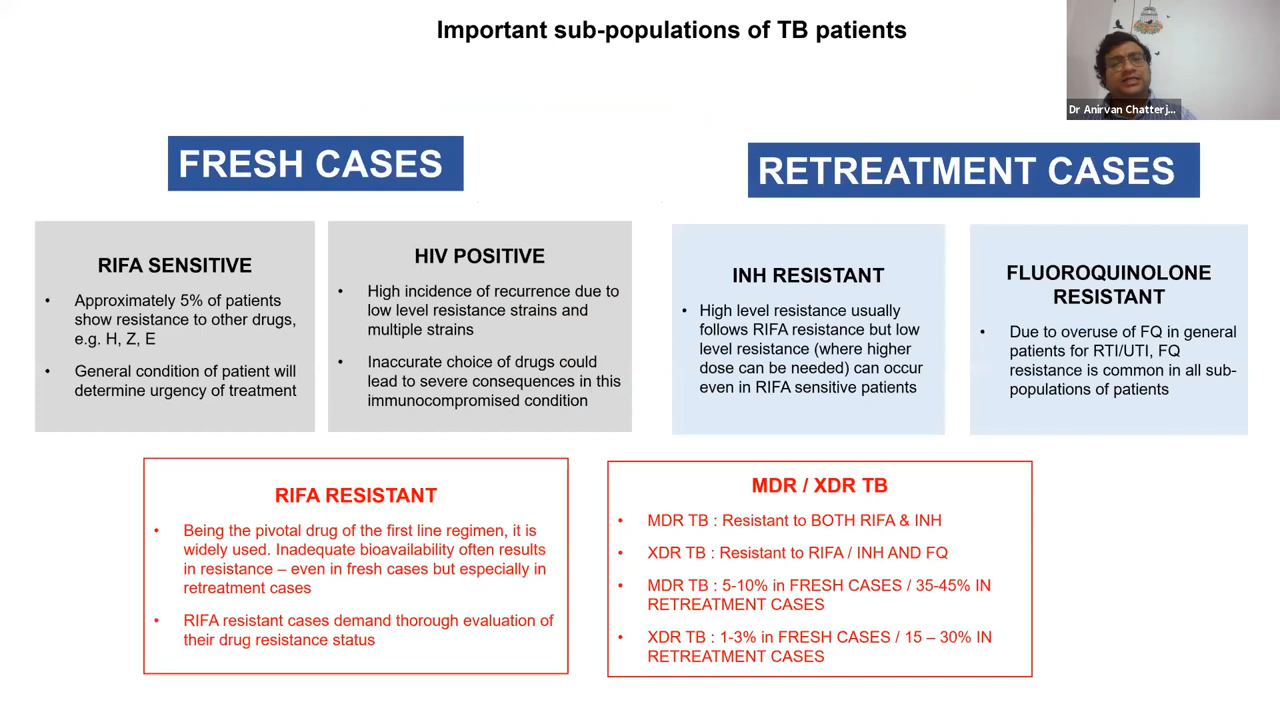 Important sub-populations of TB patients
Dr Anirvan Chatterj...
FRESH CASES
RETREATMENT CASES
RIFA SENSITIVE
• Approximately 5% of patients
show resistance to other drugs,
e.g. H, Z, E
• General condition of patient will
determine urgency of treatment
HIV POSITIVE
• High incidence of recurrence due to
low level resistance strains and
multiple strains
• Inaccurate choice of drugs could
lead to severe consequences in this
immunocompromised condition
INH RESISTANT
• High level resistance usually
follows RIFA resistance but low
level resistance (where higher
dose can be needed) can occur
even in RIFA sensitive patients
FLUOROQUINOLONE
RESISTANT
• Due to overuse of FQ in general
patients for RTI/UTI, FQ
resistance is common in all sub-
populations of patients
RIFA RESISTANT
• Being the pivotal drug of the first line regimen, it is
widely used. Inadequate bioavailability often results
in resistance – even in fresh cases but especially in
retreatment cases
• RIFA resistant cases demand thorough evaluation of
their drug resistance status
MDR / XDR TB
• MDR TB : Resistant to BOTH RIFA & INH
• XDR TB : Resistant to RIFA / INH AND FQ
• MDR TB : 5-10% in FRESH CASES / 35-45% IN
RETREATMENT CASES
• XDR TB : 1-3% in FRESH CASES / 15 – 30% IN
RETREATMENT CASES